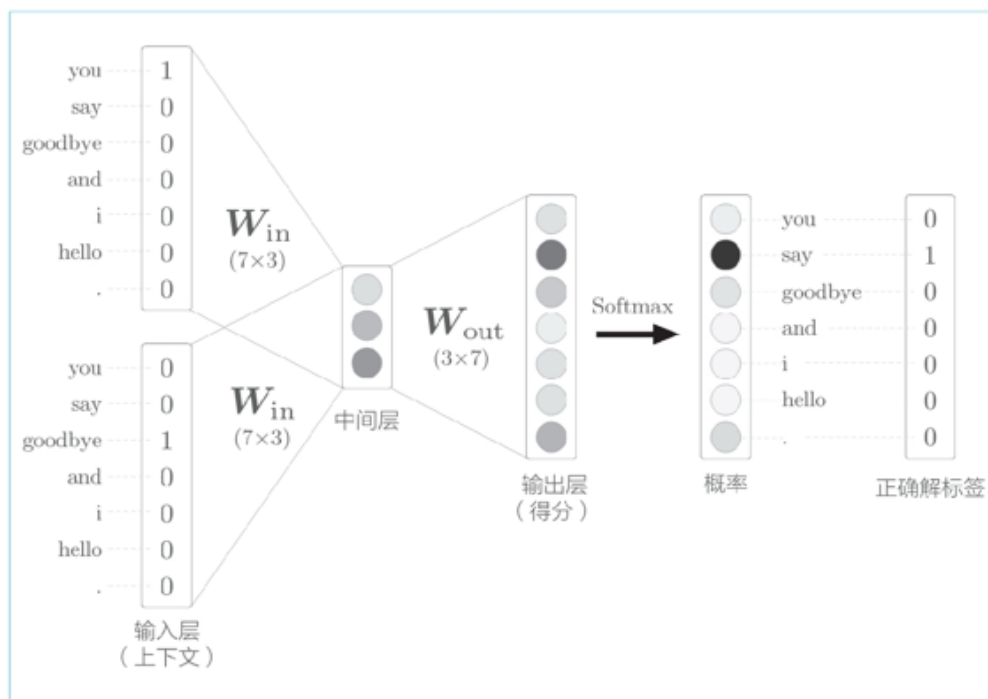 you 1
say 0
goodbye 0
and 0
i 0
hello 0
. 0
W in
(7×3)
you 0
say 0
goodbye 1
and 0
i 0
hello 0
. 0
W in
(7×3)
输入层
（上下文）
中间层
W out
(3×7)
输出层
（得分）
Softmax
概率
you 0
say 1
goodbye 0
and 0
i 0
hello 0
. 0
正确解标签